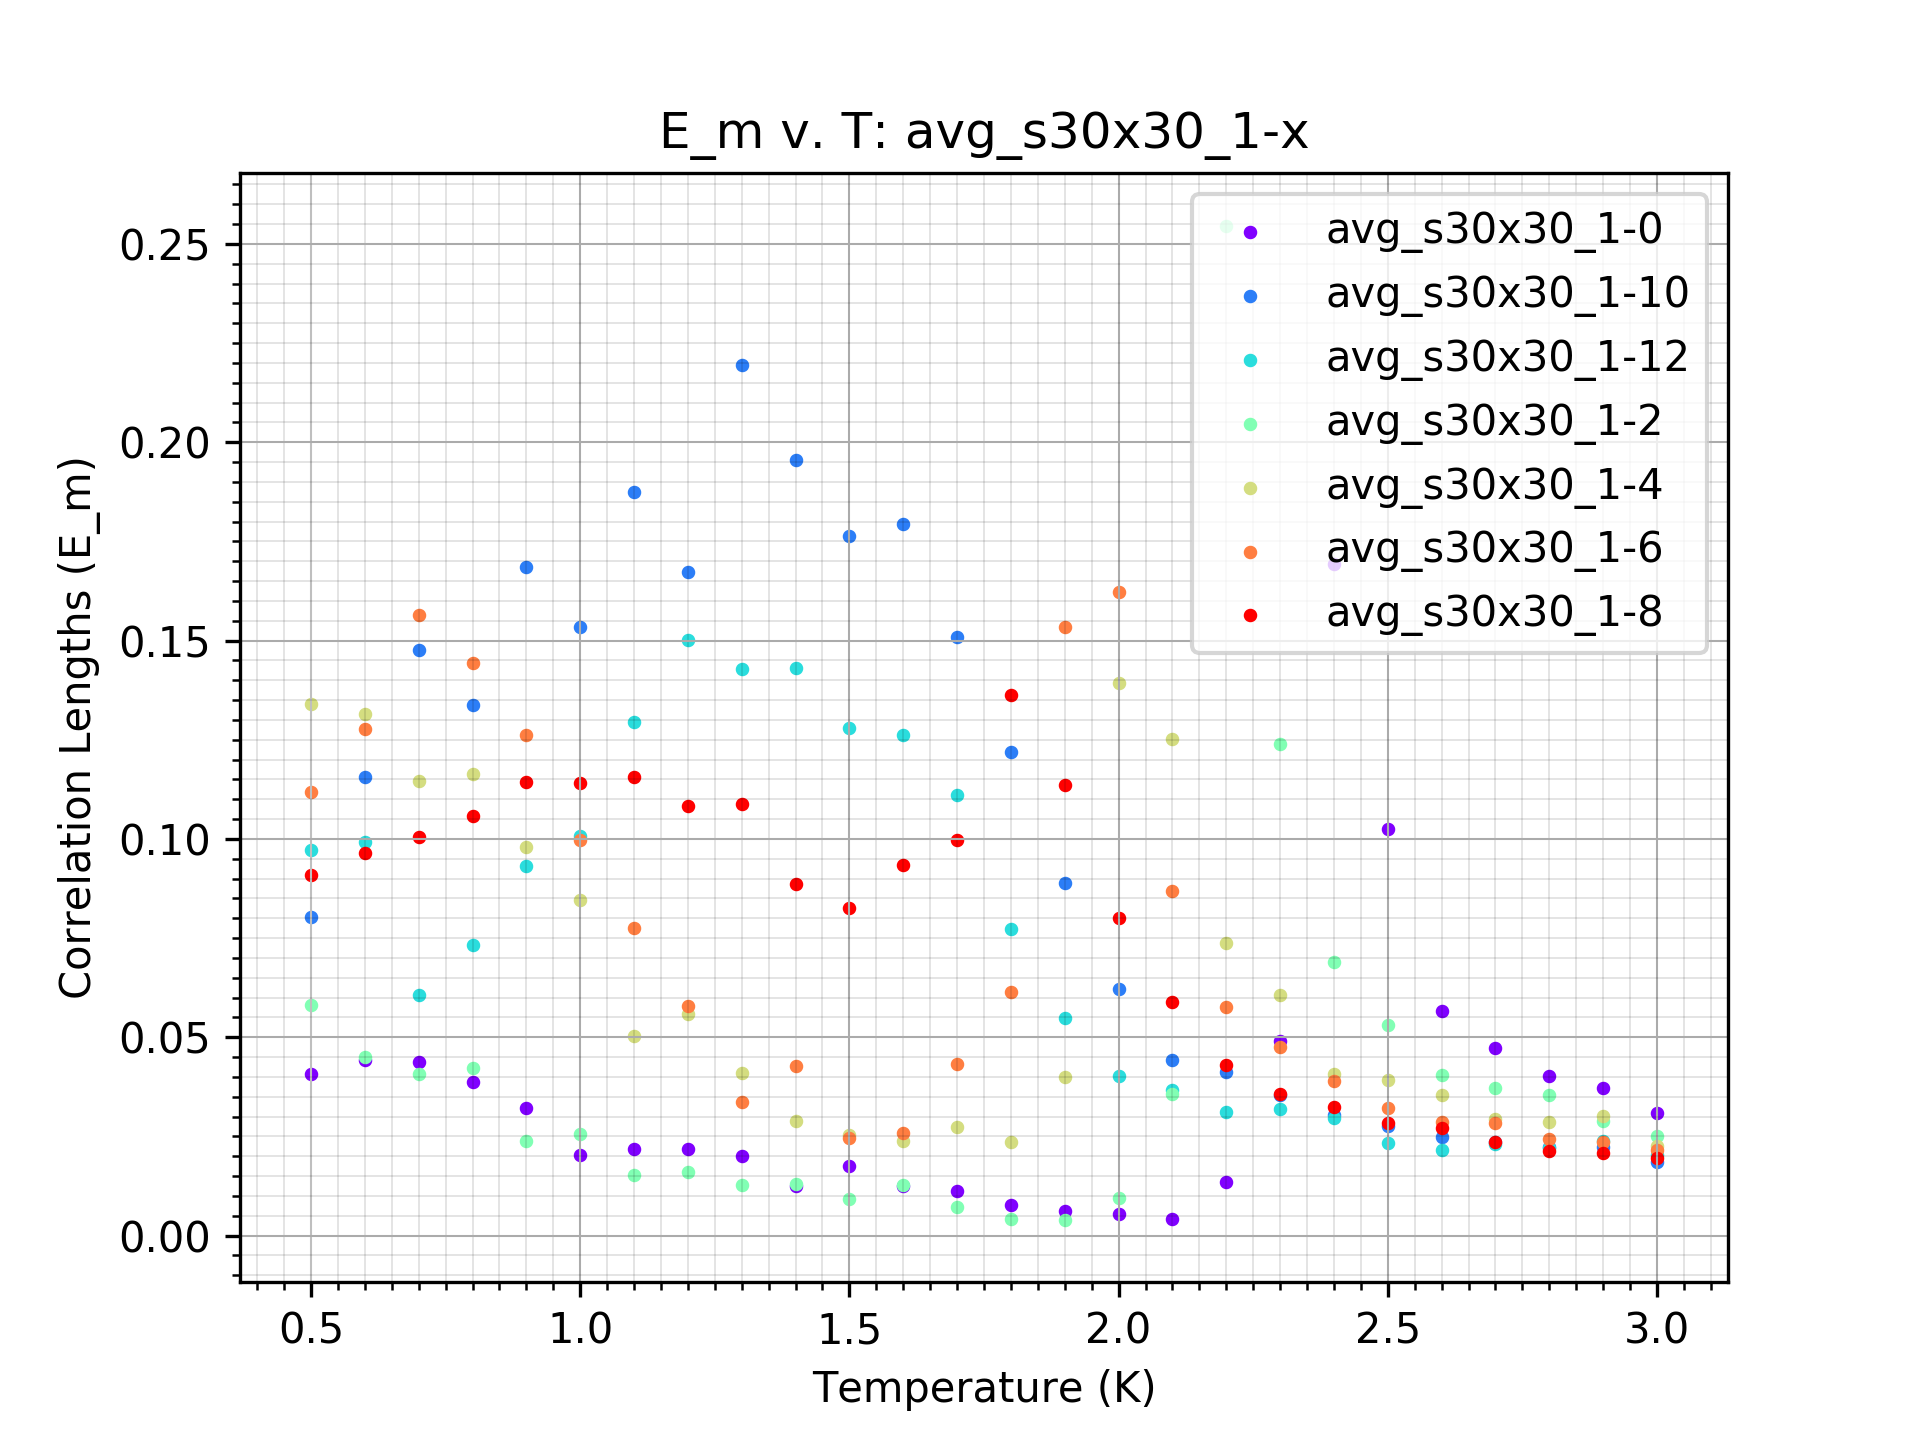 E_m v. T: avg_s30x30_1-x
avg_s30x30_1-0
avg_s30x30_1-10
avg_s30x30_1-12
avg_s30x30_1-2
avg_s30x30_1-4
avg_s30x30_1-6
avg_s30x30_1-8
Correlation Lengths (E_m)
0.25
0.20
0.15
0.10
0.05
0.00
0.5 1.0 1.5 2.0 2.5 3.0
Temperature (K)